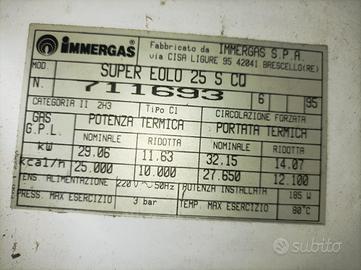 IMMERGAS
Fabbricato da IMMERGAS S.P.A.
via CISA LIGURE 95 42041 BRESCELLO(RE)
MOD. SUPER EOLO 25 S CQ
N. 711693 6 95
CATEGORIA II 2H3 Tipo C1 CIRCOLAZIONE FORZATA
GAS POTENZA TERMICA PORTATA TERMICA
G.P.L. NOMINALE RIDOTTA NOMINALE RIDOTTA
kW 29.06 11.63 32.15 14.07
kcal/h 25.000 10.000 27.650 12.100
TENS. ALIMENTAZIONE 220 V ~ 50Hz POTENZA INSTALLATA 185 W
PRESS. MAX ESERCIZIO 3 bar TEMP. MAX ESERCIZIO 80°C
subito